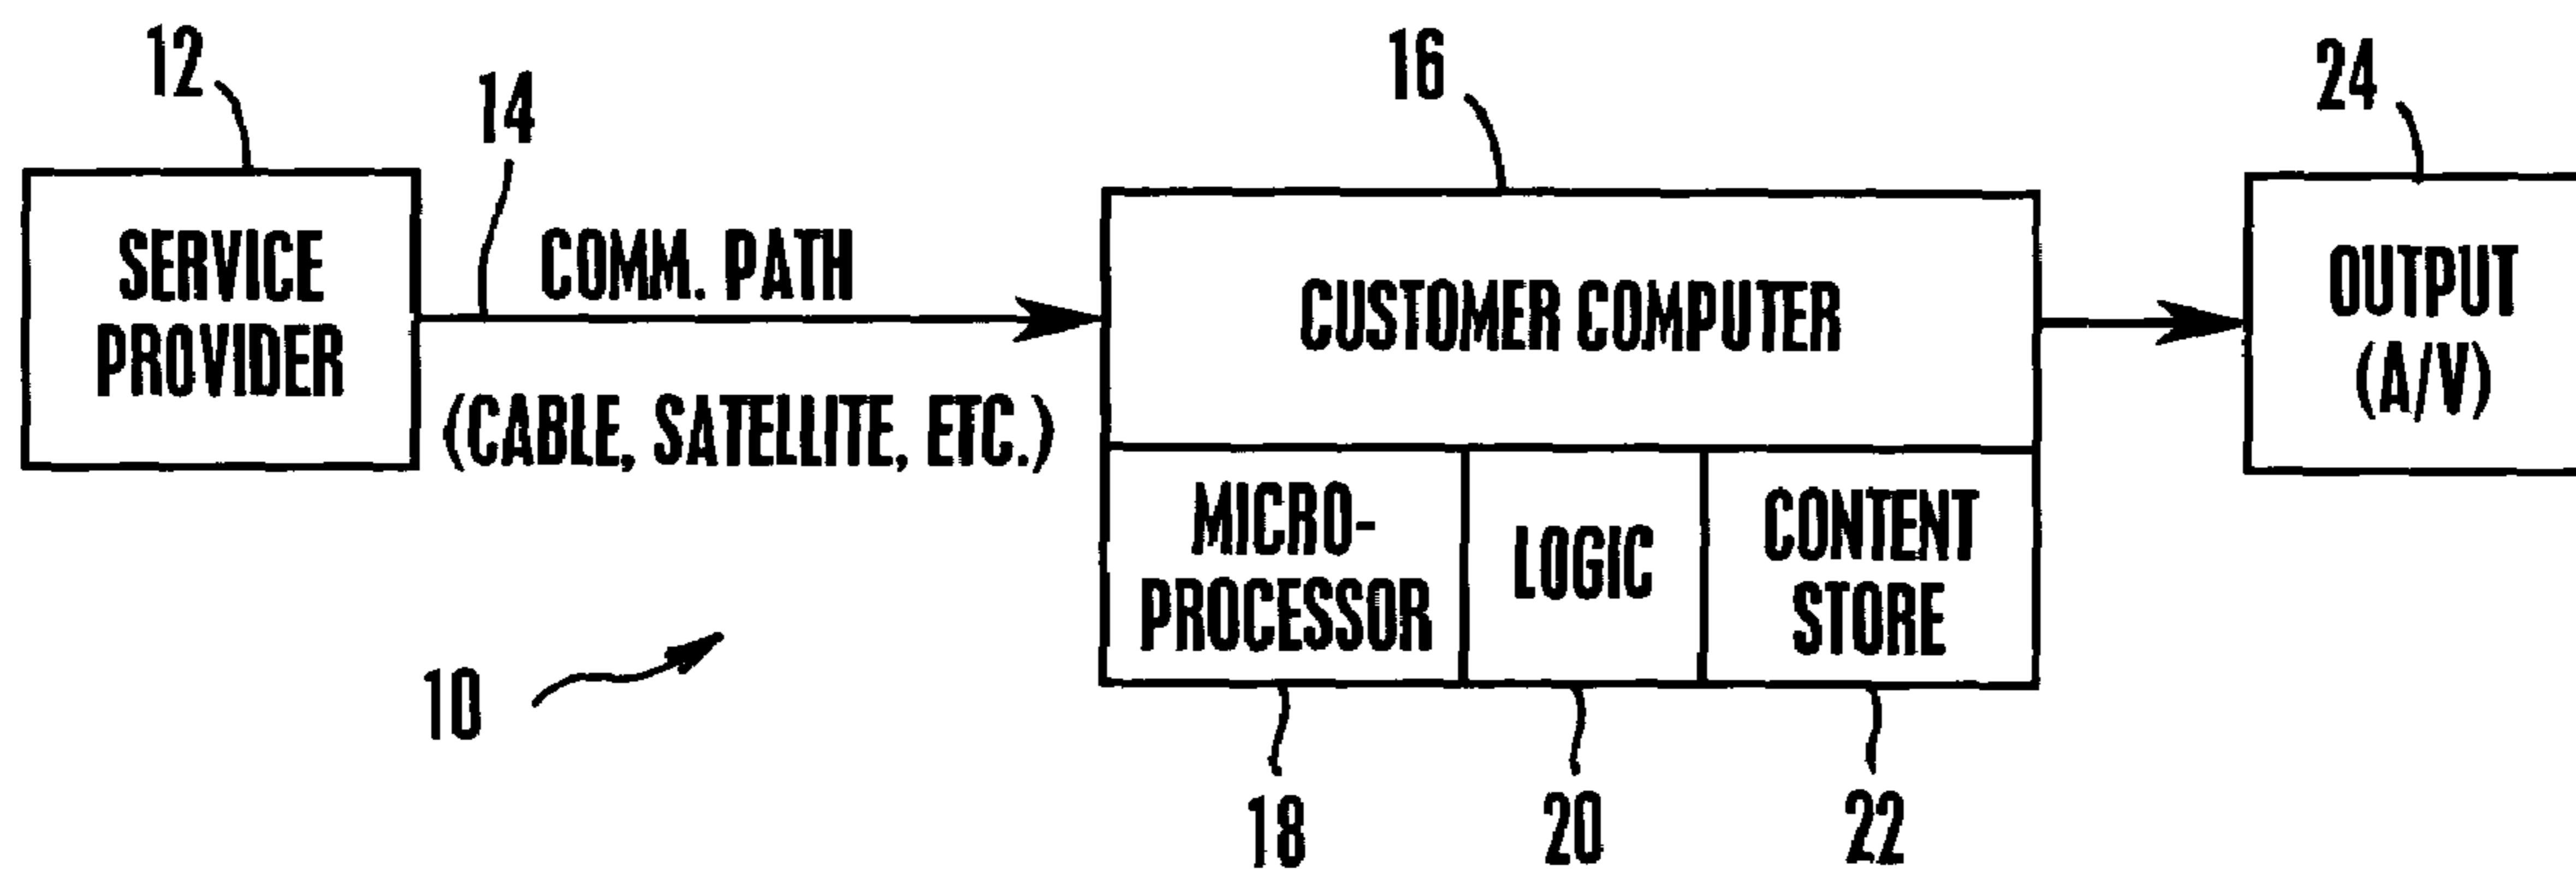 12
14
16
24
SERVICE
PROVIDER
COMM. PATH
(CABLE, SATELLITE, ETC.)
CUSTOMER COMPUTER
OUTPUT
(A/V)
MICRO-
PROCESSOR
LOGIC
CONTENT
STORE
10
18
20
22